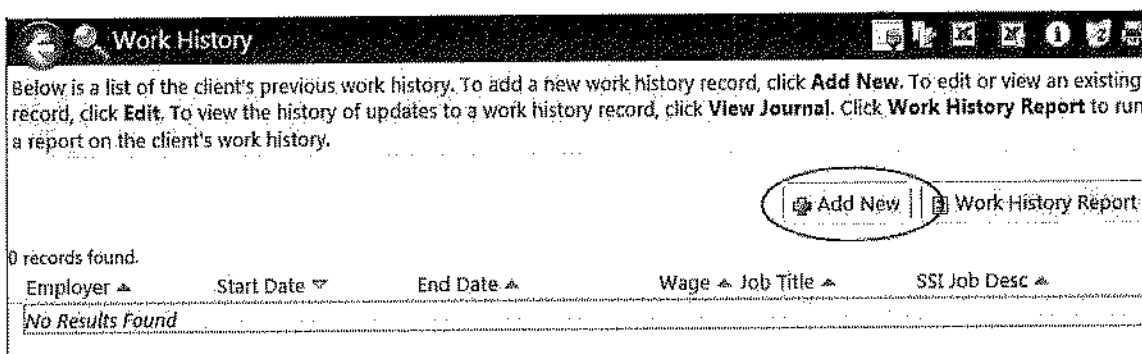 Work History
Below is a list of the client's previous work history. To add a new work history record, click Add New. To edit or view an existing
record, click Edit. To view the history of updates to a work history record, click View Journal. Click Work History Report to run
a report on the client's work history.
Add New Work History Report
0 records found.
Employer Start Date End Date Wage Job Title SSI Job Desc
No Results Found